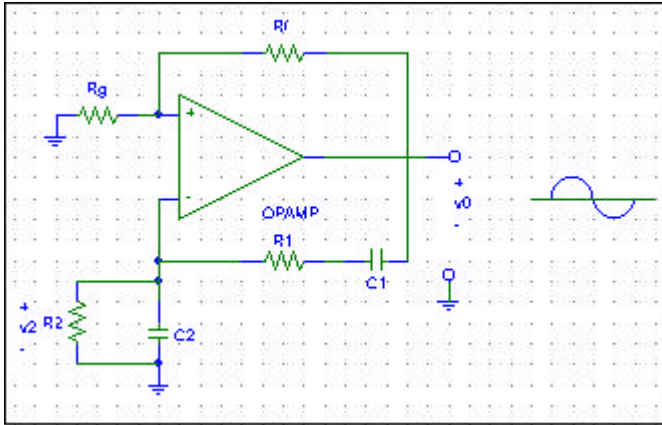 Rf
Rg
+
-
OPAMP
+
v0
-
R1
C1
+
v2
-
R2
C2